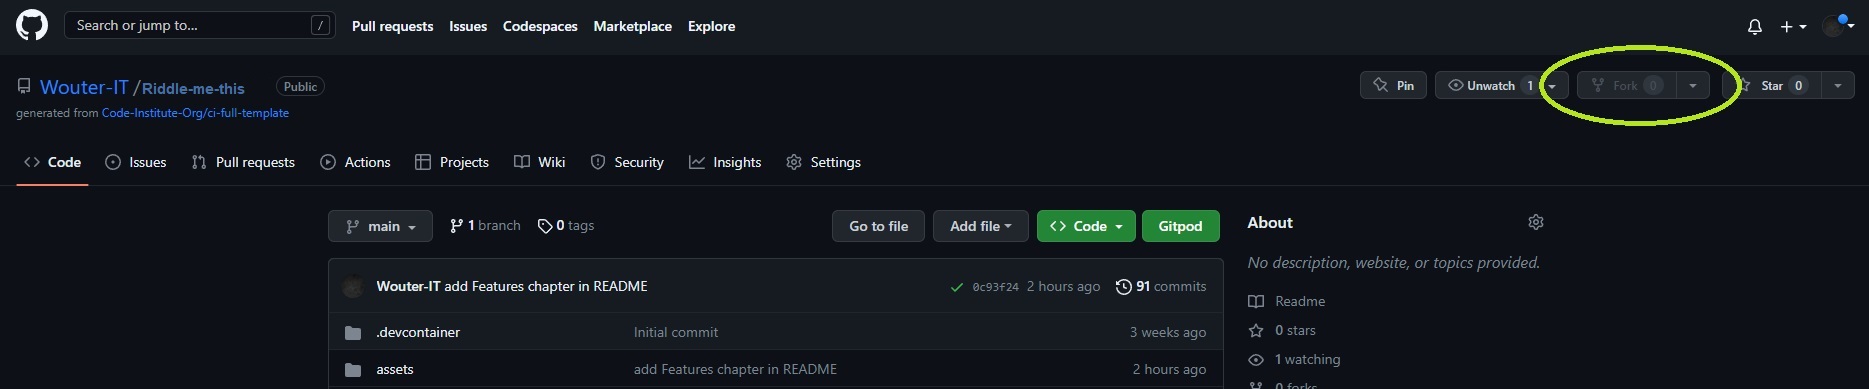 Search or jump to... / Pull requests Issues Codespaces Marketplace Explore
Wouter-IT / Riddle-me-this Public Pin Unwatch 1 Fork 0 Star 0
generated from Code-Institute-Org/ci-full-template
<> Code Issues Pull requests Actions Projects Wiki Security Insights Settings
main 1 branch 0 tags Go to file Add file <> Code Gitpod About
No description, website, or topics provided.
Wouter-IT add Features chapter in README 0c93f24 2 hours ago 91 commits
Readme
.devcontainer Initial commit 3 weeks ago
0 stars
1 watching
assets add Features chapter in README 2 hours ago
0 forks